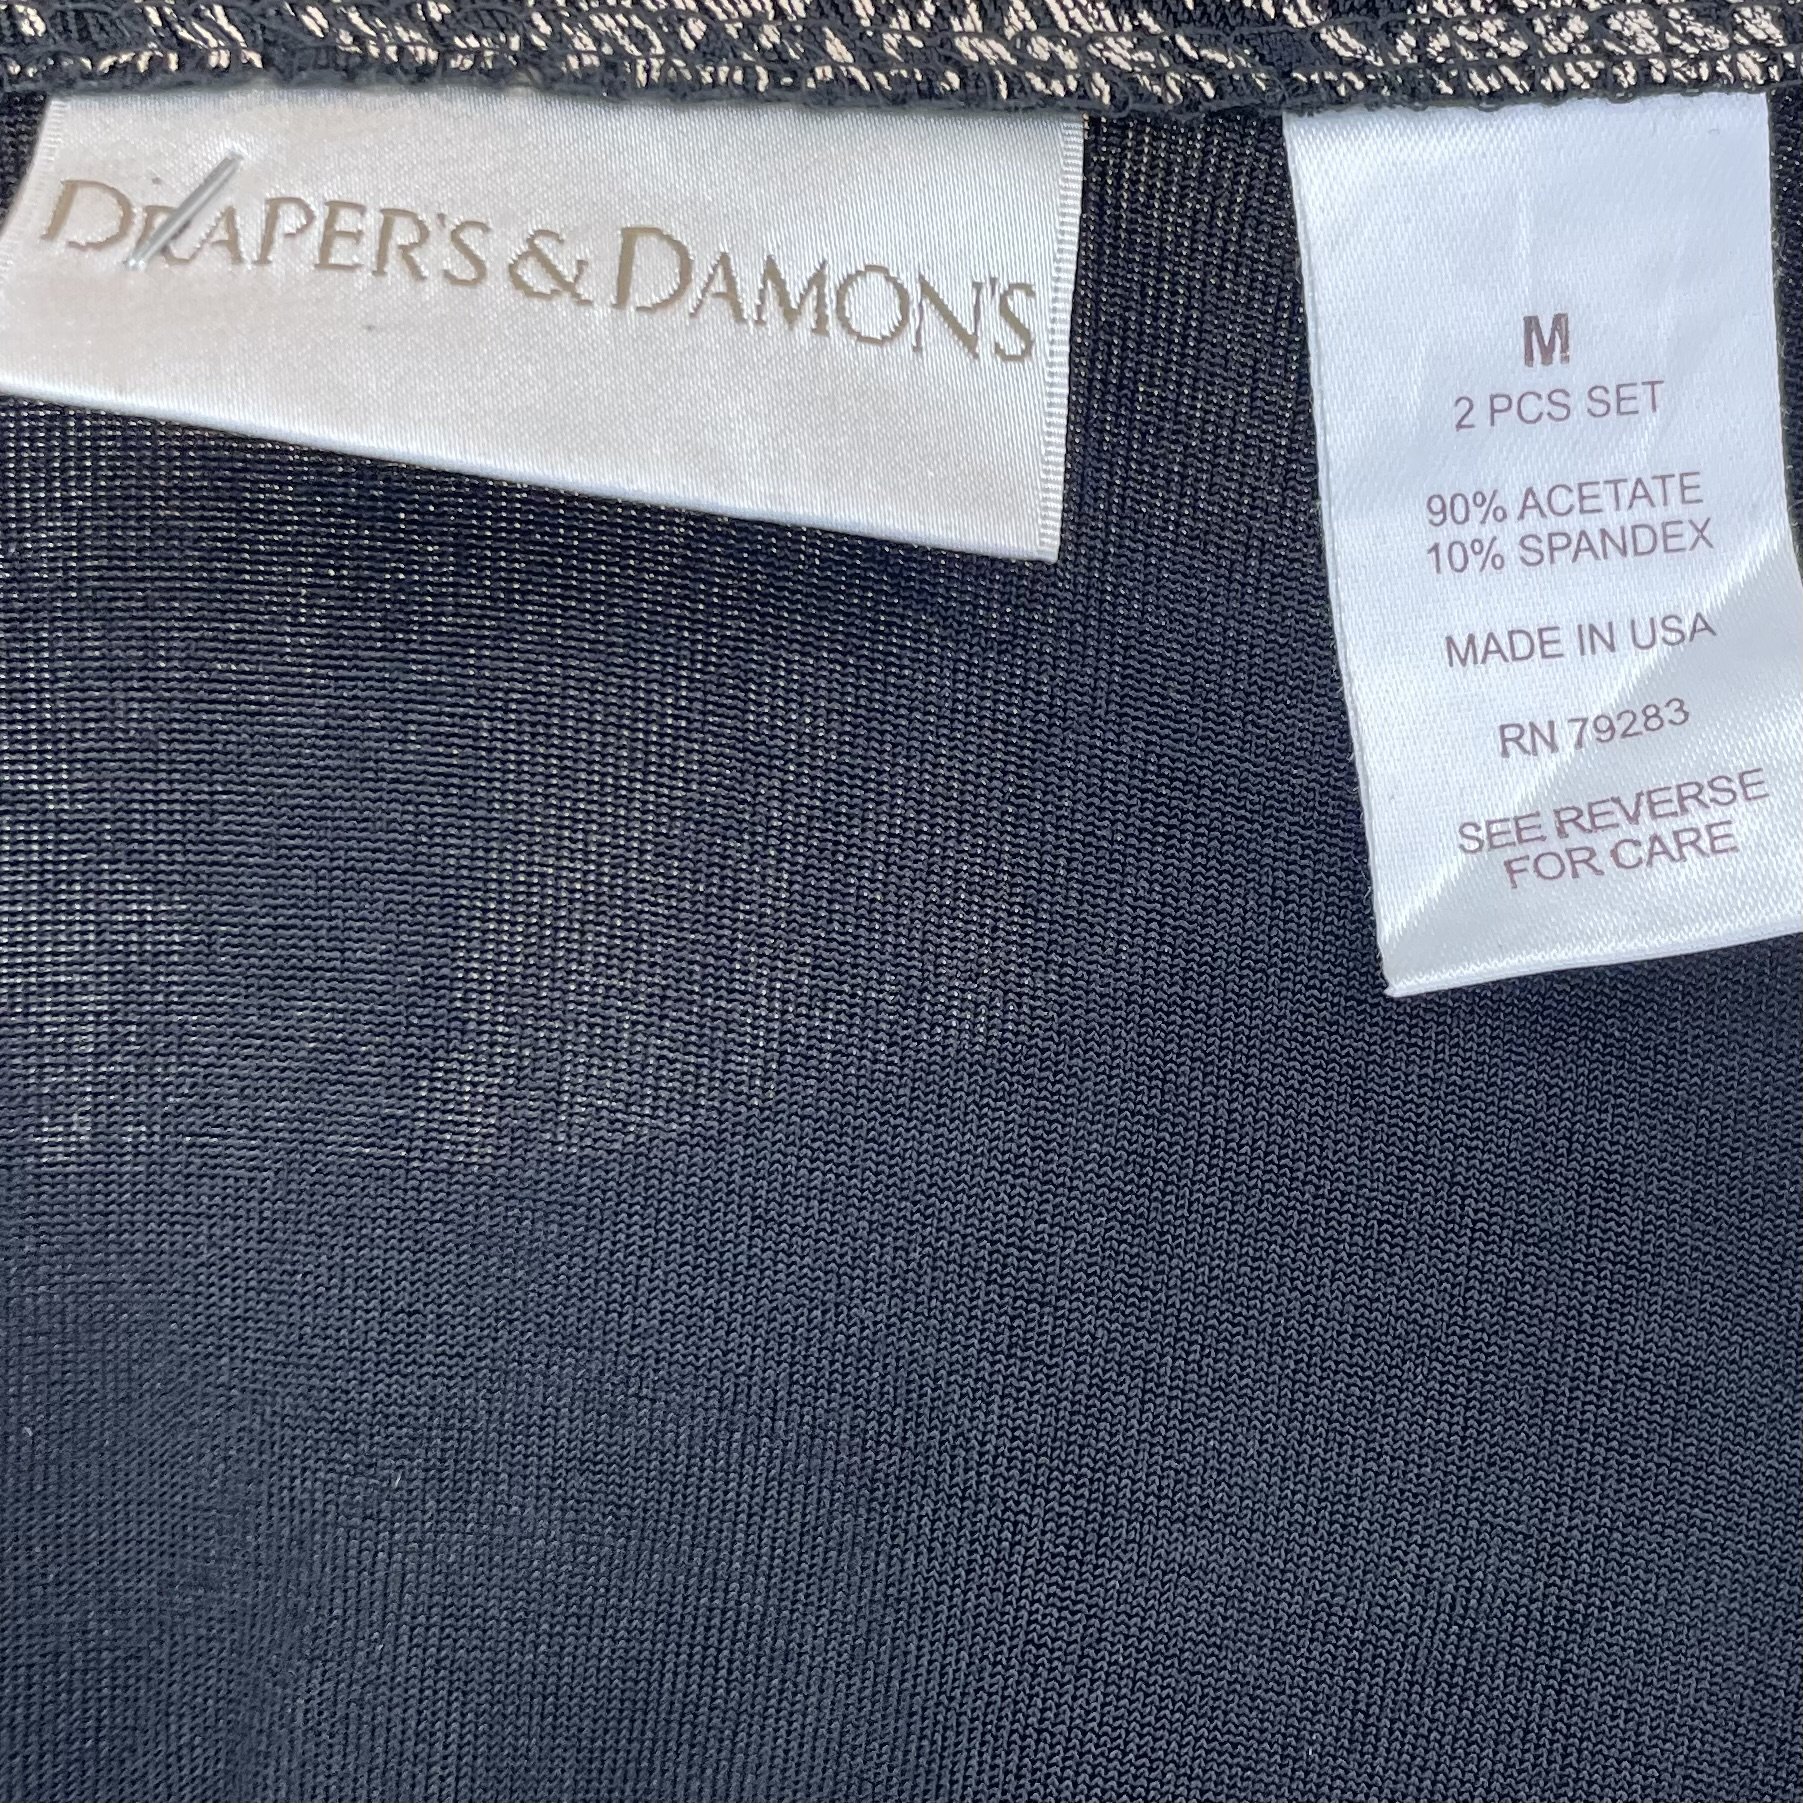 DRAPER'S & DAMON'S
M
2 PCS SET
90% ACETATE
10% SPANDEX
MADE IN USA
RN 79283
SEE REVERSE
FOR CARE